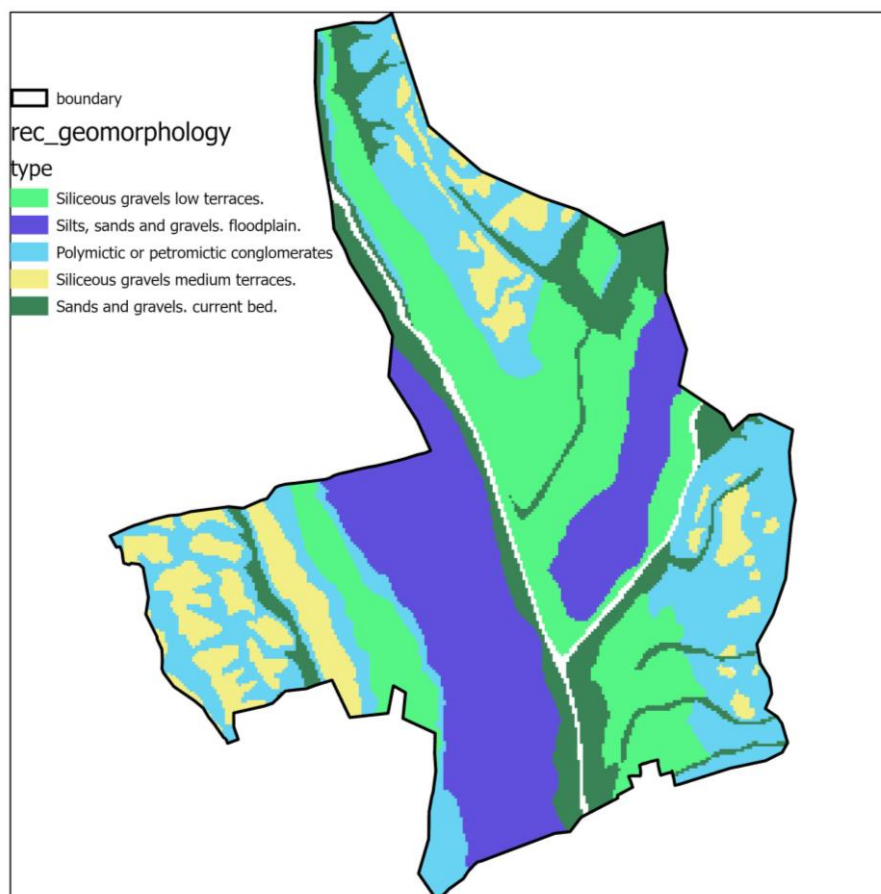 boundary
rec_geomorphology
type
Siliceous gravels low terraces.
Silts, sands and gravels. floodplain.
Polymictic or petromictic conglomerates
Siliceous gravels medium terraces.
Sands and gravels. current bed.